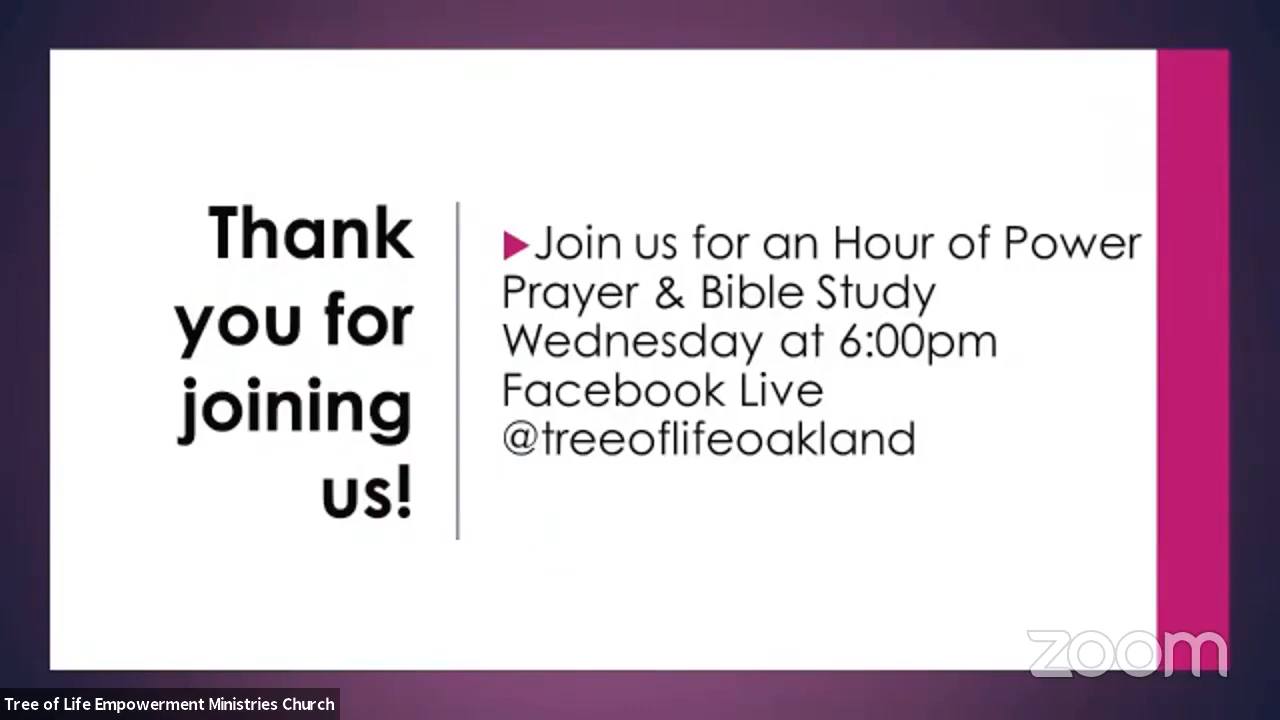 Thank
you for
joining
us!
Join us for an Hour of Power
Prayer & Bible Study
Wednesday at 6:00pm
Facebook Live
@treeoflifeoakland
zoom
Tree of Life Empowerment Ministries Church